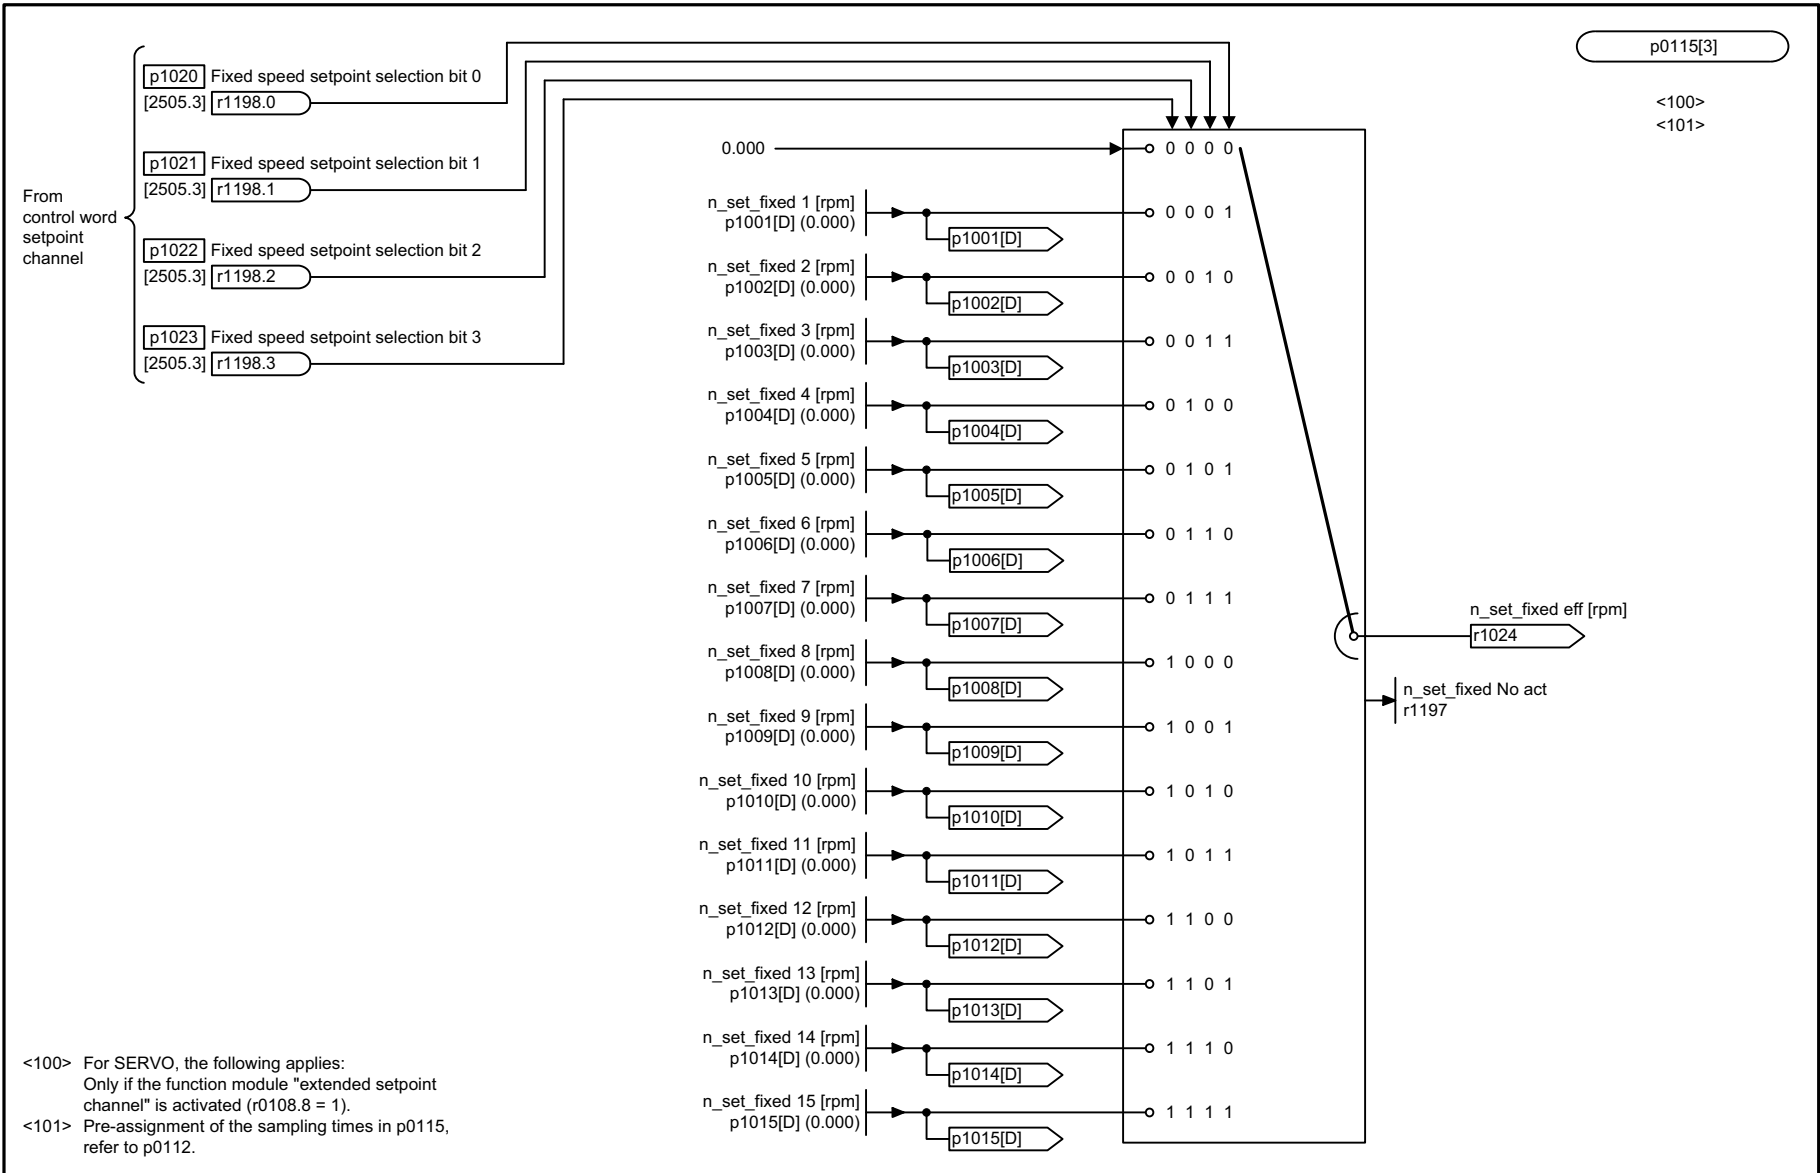 p0115[3]
<100>
<101>
From
control word
setpoint
channel
p1020 Fixed speed setpoint selection bit 0
[2505.3] r1198.0
p1021 Fixed speed setpoint selection bit 1
[2505.3] r1198.1
p1022 Fixed speed setpoint selection bit 2
[2505.3] r1198.2
p1023 Fixed speed setpoint selection bit 3
[2505.3] r1198.3
0.000 0 0 0 0
n_set_fixed 1 [rpm]
p1001[D] (0.000) 0 0 0 1
p1001[D]
n_set_fixed 2 [rpm]
p1002[D] (0.000) 0 0 1 0
p1002[D]
n_set_fixed 3 [rpm]
p1003[D] (0.000) 0 0 1 1
p1003[D]
n_set_fixed 4 [rpm]
p1004[D] (0.000) 0 1 0 0
p1004[D]
n_set_fixed 5 [rpm]
p1005[D] (0.000) 0 1 0 1
p1005[D]
n_set_fixed 6 [rpm]
p1006[D] (0.000) 0 1 1 0
p1006[D]
n_set_fixed 7 [rpm]
p1007[D] (0.000) 0 1 1 1
p1007[D]
n_set_fixed 8 [rpm]
p1008[D] (0.000) 1 0 0 0
p1008[D]
n_set_fixed 9 [rpm]
p1009[D] (0.000) 1 0 0 1
p1009[D]
n_set_fixed 10 [rpm]
p1010[D] (0.000) 1 0 1 0
p1010[D]
n_set_fixed 11 [rpm]
p1011[D] (0.000) 1 0 1 1
p1011[D]
n_set_fixed 12 [rpm]
p1012[D] (0.000) 1 1 0 0
p1012[D]
n_set_fixed 13 [rpm]
p1013[D] (0.000) 1 1 0 1
p1013[D]
n_set_fixed 14 [rpm]
p1014[D] (0.000) 1 1 1 0
p1014[D]
n_set_fixed 15 [rpm]
p1015[D] (0.000) 1 1 1 1
p1015[D]
n_set_fixed eff [rpm]
r1024
n_set_fixed No act
r1197
<100> For SERVO, the following applies:
Only if the function module "extended setpoint
channel" is activated (r0108.8 = 1).
<101> Pre-assignment of the sampling times in p0115,
refer to p0112.